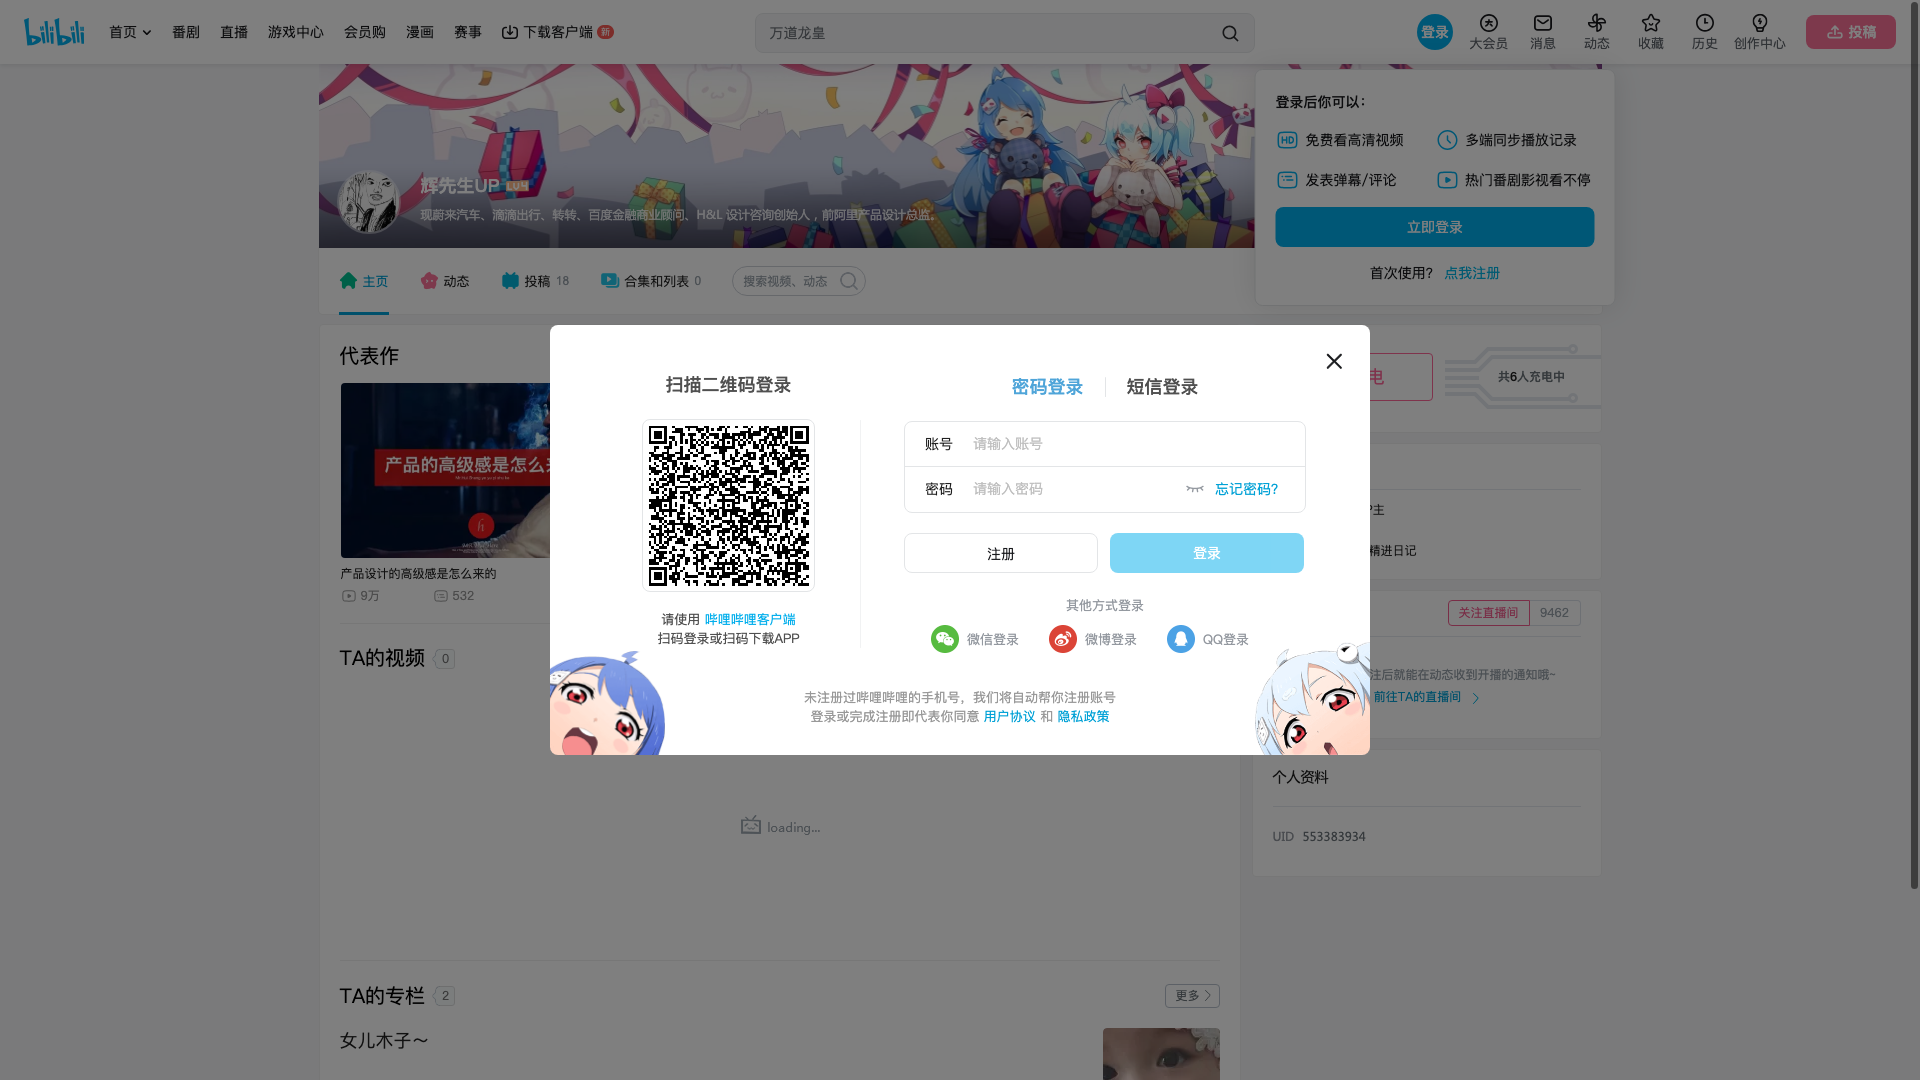 bilibili
首页
番剧
直播
游戏中心
会员购
漫画
赛事
下载客户端
新
万道龙皇
登录
大会员
消息
动态
收藏
历史
创作中心
投稿
登录后你可以：
免费看高清视频
多端同步播放记录
发表弹幕/评论
热门番剧影视看不停
立即登录
首次使用？
点我注册
辉先生UP
LV4
现蔚来汽车、滴滴出行、转转、百度金融商业顾问、H&L 设计咨询创始人，前阿里产品设计总监。
主页
动态
投稿 18
合集和列表 0
搜索视频、动态
代表作
产品的高级感是怎么来
产品设计的高级感是怎么来的
9万
532
电
共6人充电中
P主
精进日记
关注直播间
9462
注后就能在动态收到开播的通知哦~
前往TA的直播间
个人资料
UID 553383934
扫描二维码登录
请使用 哔哩哔哩客户端
扫码登录或扫码下载APP
密码登录
短信登录
账号
请输入账号
密码
请输入密码
忘记密码？
注册
登录
其他方式登录
微信登录
微博登录
QQ登录
未注册过哔哩哔哩的手机号，我们将自动帮你注册账号
登录或完成注册即代表你同意 用户协议 和 隐私政策
TA的视频 0
loading...
TA的专栏 2
更多
女儿木子～